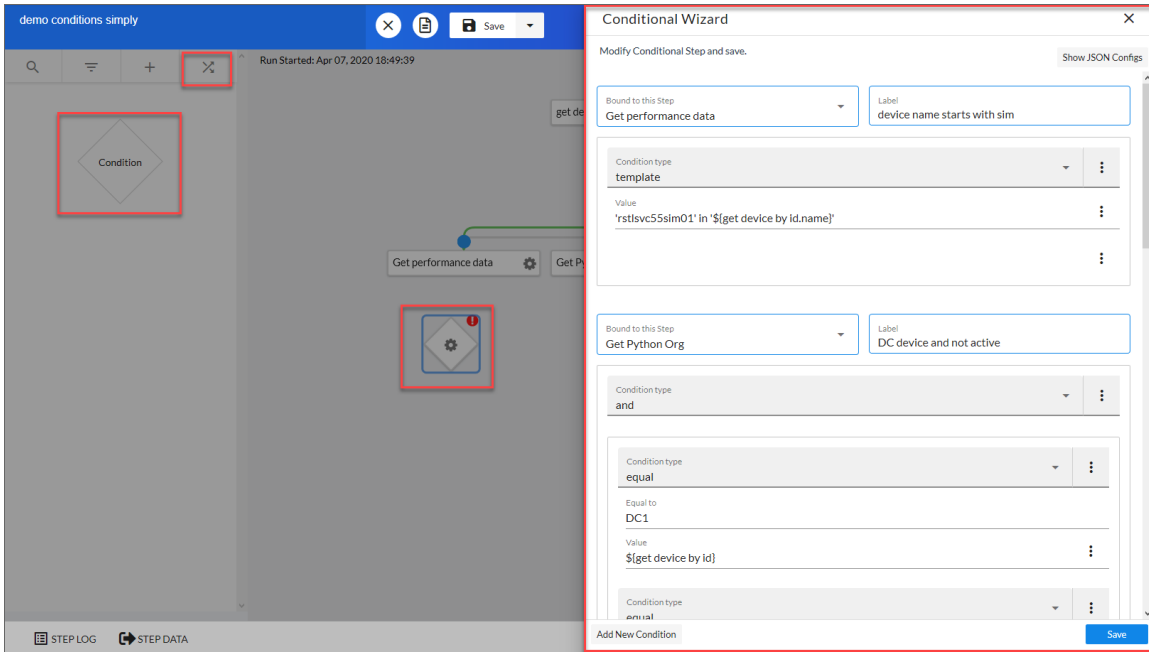 demo conditions simply
Save
Run Started: Apr 07, 2020 18:49:39
Condition
get de
Get performance data
Get Py
STEP LOG
STEP DATA
Conditional Wizard
Modify Conditional Step and save.
Show JSON Configs
Bound to this Step
Get performance data
Label
device name starts with sim
Condition type
template
Value
'rstlsvc55sim01' in '${get device by id.name}'
Bound to this Step
Get Python Org
Label
DC device and not active
Condition type
and
Condition type
equal
Equal to
DC1
Value
${get device by id}
Condition type
equal
Add New Condition
Save